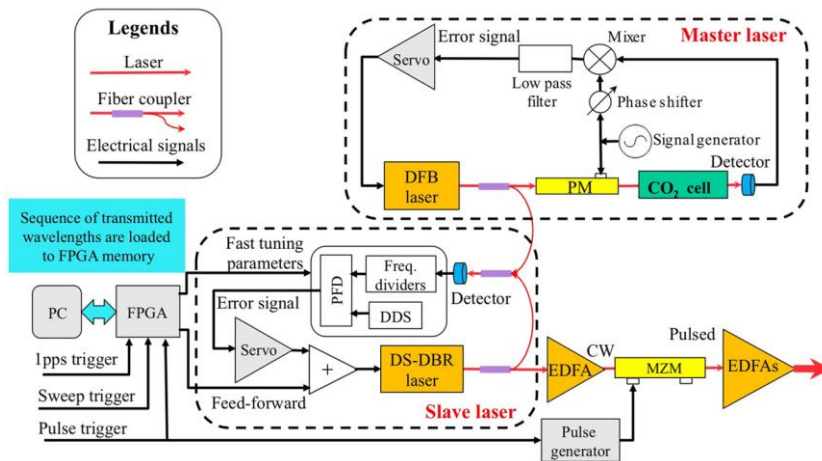 Legends
Laser
Fiber coupler
Electrical signals
Error signal
Mixer
Master laser
Servo
Low pass
filter
Phase shifter
Signal generator
Detector
DFB
laser
PM
CO2 cell
Sequence of transmitted
wavelengths are loaded
to FPGA memory
Fast tuning
parameters
PFD
Freq.
dividers
DDS
Detector
Error signal
PC
FPGA
Servo
+
DS-DBR
laser
1pps trigger
Sweep trigger
Pulse trigger
Feed-forward
Slave laser
EDFA
CW
MZM
Pulsed
EDFAs
Pulse
generator